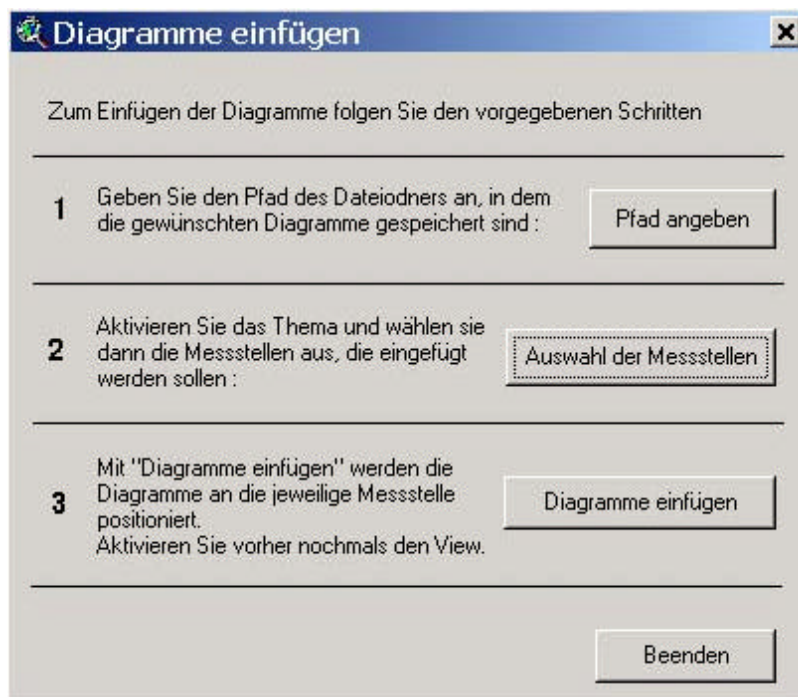 Diagramme einfügen
Zum Einfügen der Diagramme folgen Sie den vorgegebenen Schritten
1
Geben Sie den Pfad des Dateiodners an, in dem
die gewünschten Diagramme gespeichert sind :
Pfad angeben
2
Aktivieren Sie das Thema und wählen sie
dann die Messstellen aus, die eingefügt
werden sollen :
Auswahl der Messstellen
3
Mit "Diagramme einfügen" werden die
Diagramme an die jeweilige Messstelle
positioniert.
Aktivieren Sie vorher nochmals den View.
Diagramme einfügen
Beenden